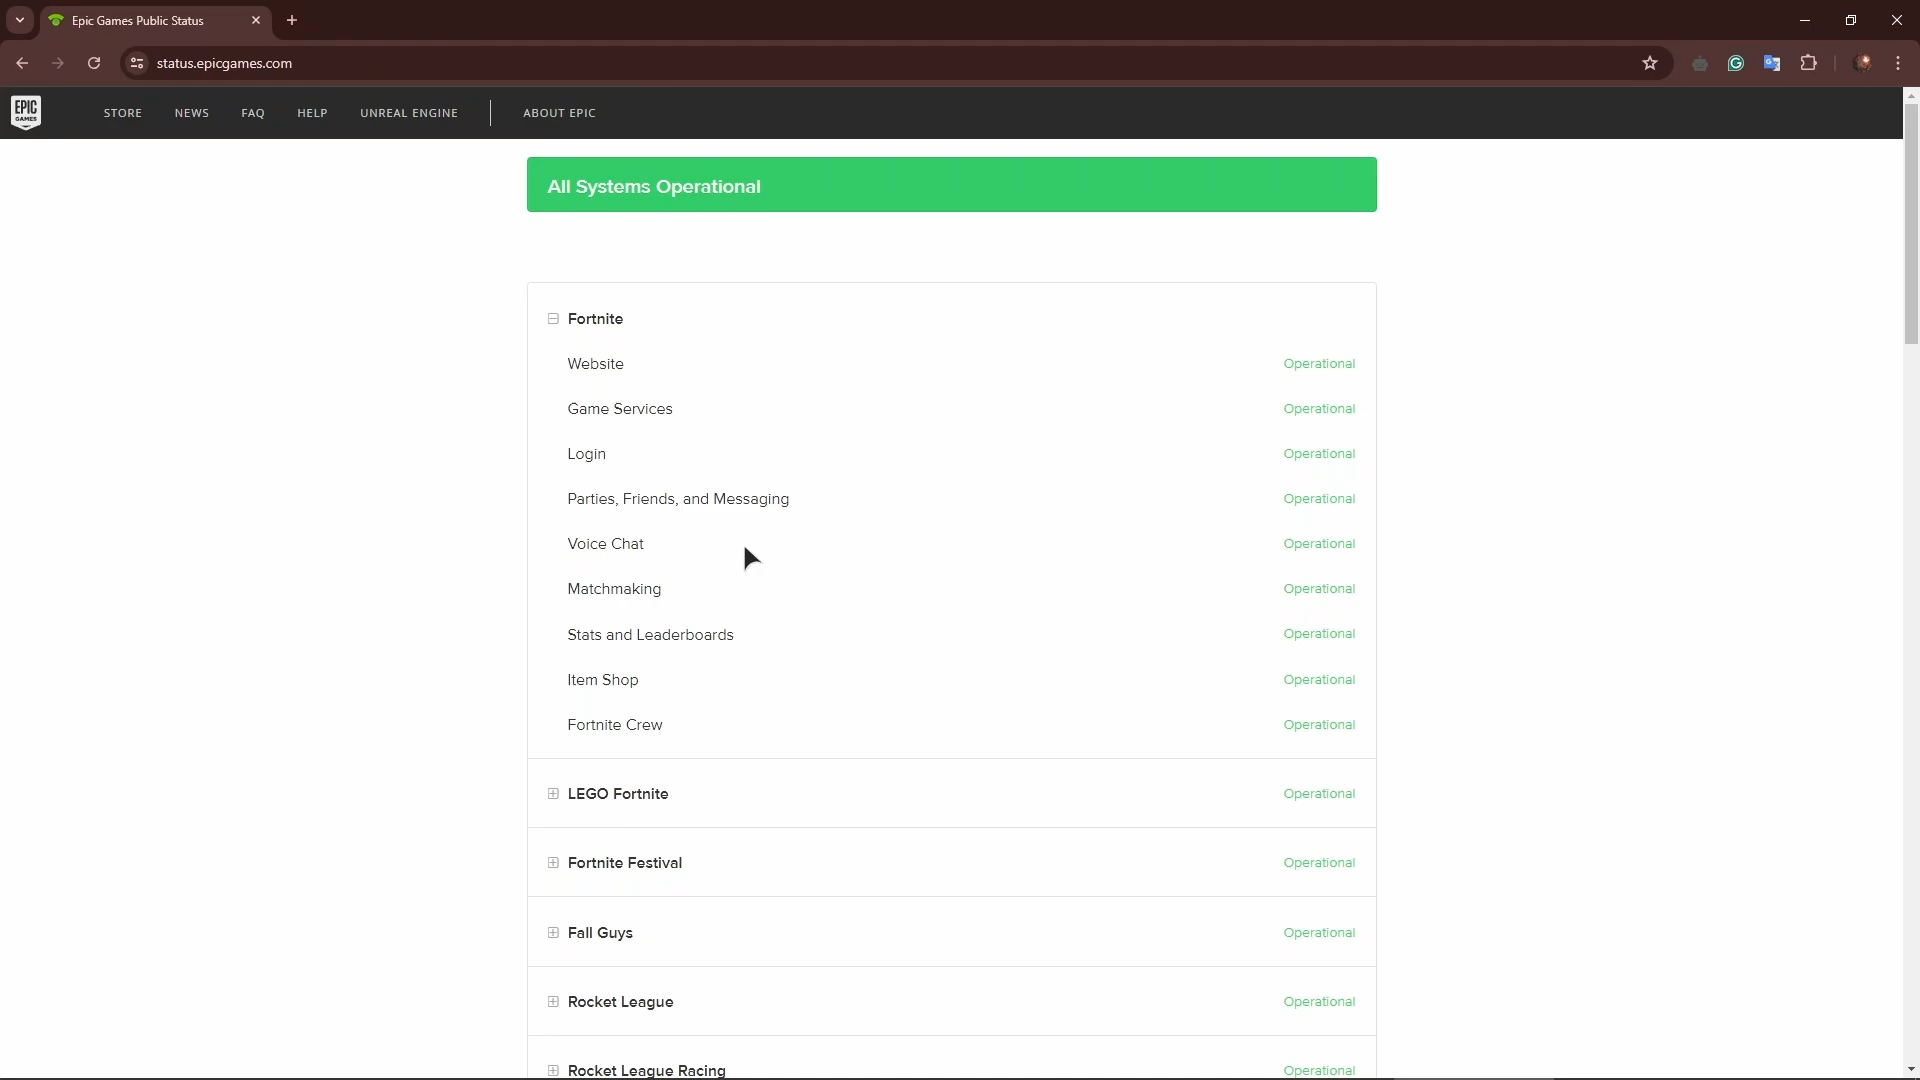 Epic Games Public Status
status.epicgames.com
EPIC GAMES
STORE NEWS FAQ HELP UNREAL ENGINE ABOUT EPIC
All Systems Operational
Fortnite
Website Operational
Game Services Operational
Login Operational
Parties, Friends, and Messaging Operational
Voice Chat Operational
Matchmaking Operational
Stats and Leaderboards Operational
Item Shop Operational
Fortnite Crew Operational
LEGO Fortnite Operational
Fortnite Festival Operational
Fall Guys Operational
Rocket League Operational
Rocket League Racing Operational